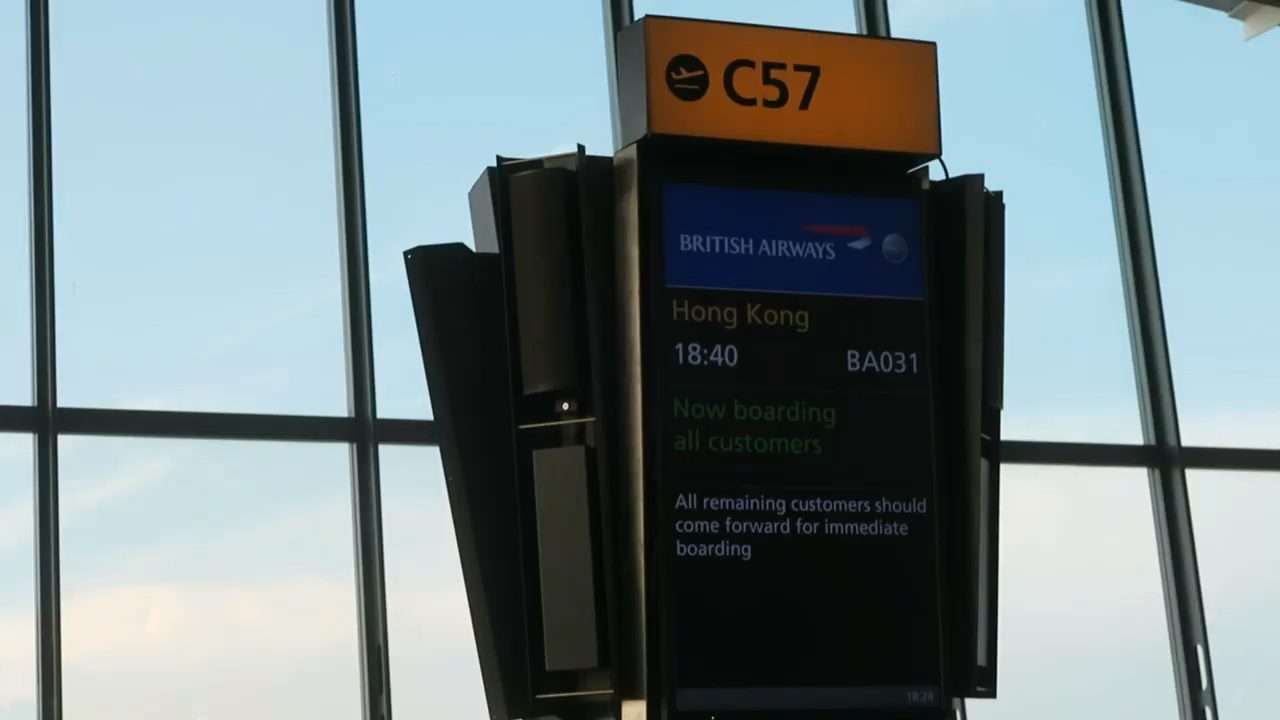 C57
BRITISH AIRWAYS
Hong Kong
18:40 BA031
Now boarding
all customers
All remaining customers should
come forward for immediate
boarding
18:24